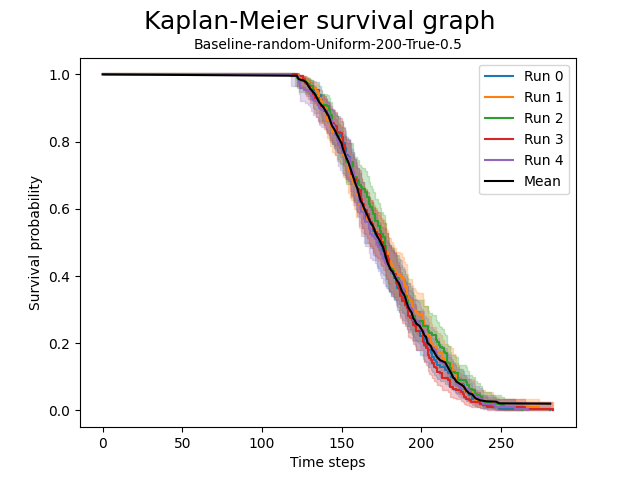 Kaplan-Meier survival graph
Baseline-random-Uniform-200-True-0.5
Survival probability
1.0
0.8
0.6
0.4
0.2
0.0
0
50
100
150
200
250
Time steps
Run 0
Run 1
Run 2
Run 3
Run 4
Mean